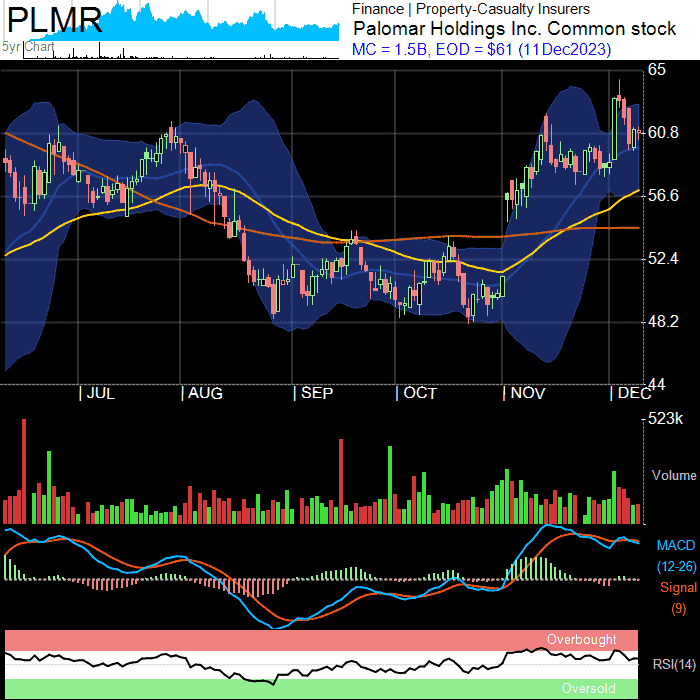 PLMR
Finance | Property-Casualty Insurers
Palomar Holdings Inc. Common stock
MC = 1.5B, EOD = $61 (11Dec2023)
5yr Chart
65
60.8
56.6
52.4
48.2
44
JUL
AUG
SEP
OCT
NOV
DEC
523k
Volume
MACD
(12-26)
Signal
(9)
Overbought
RSI(14)
Oversold